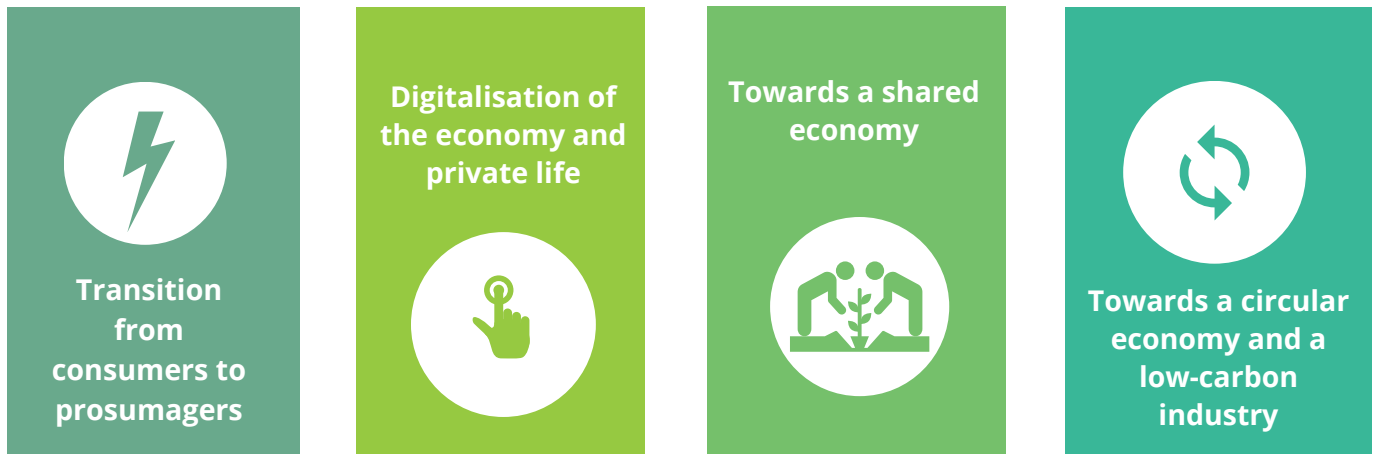 Transition
from
consumers to
prosumagers
Digitalisation of
the economy and
private life
Towards a shared
economy
Towards a circular
economy and a
low-carbon
industry